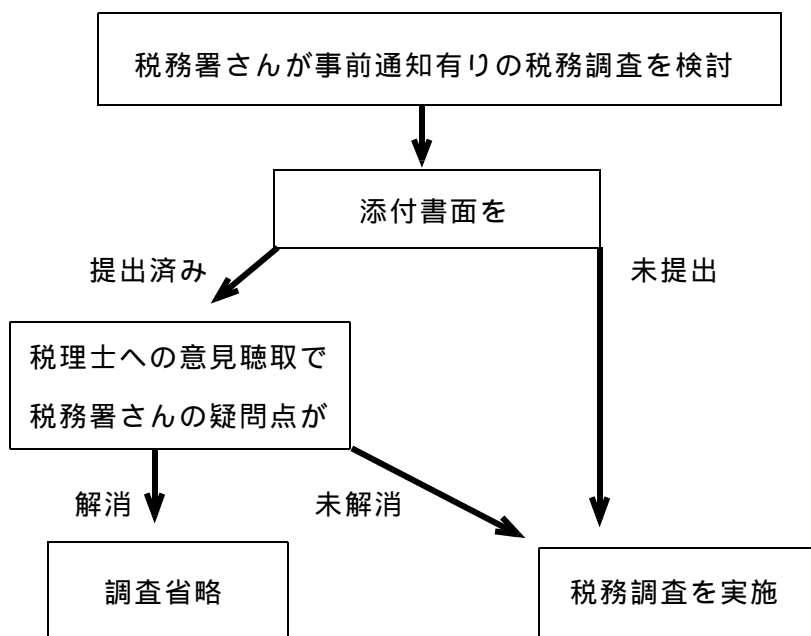 税務署さんが事前通知有りの税務調査を検討
添付書面を
提出済み
未提出
税理士への意見聴取で
税務署さんの疑問点が
解消
未解消
調査省略
税務調査を実施